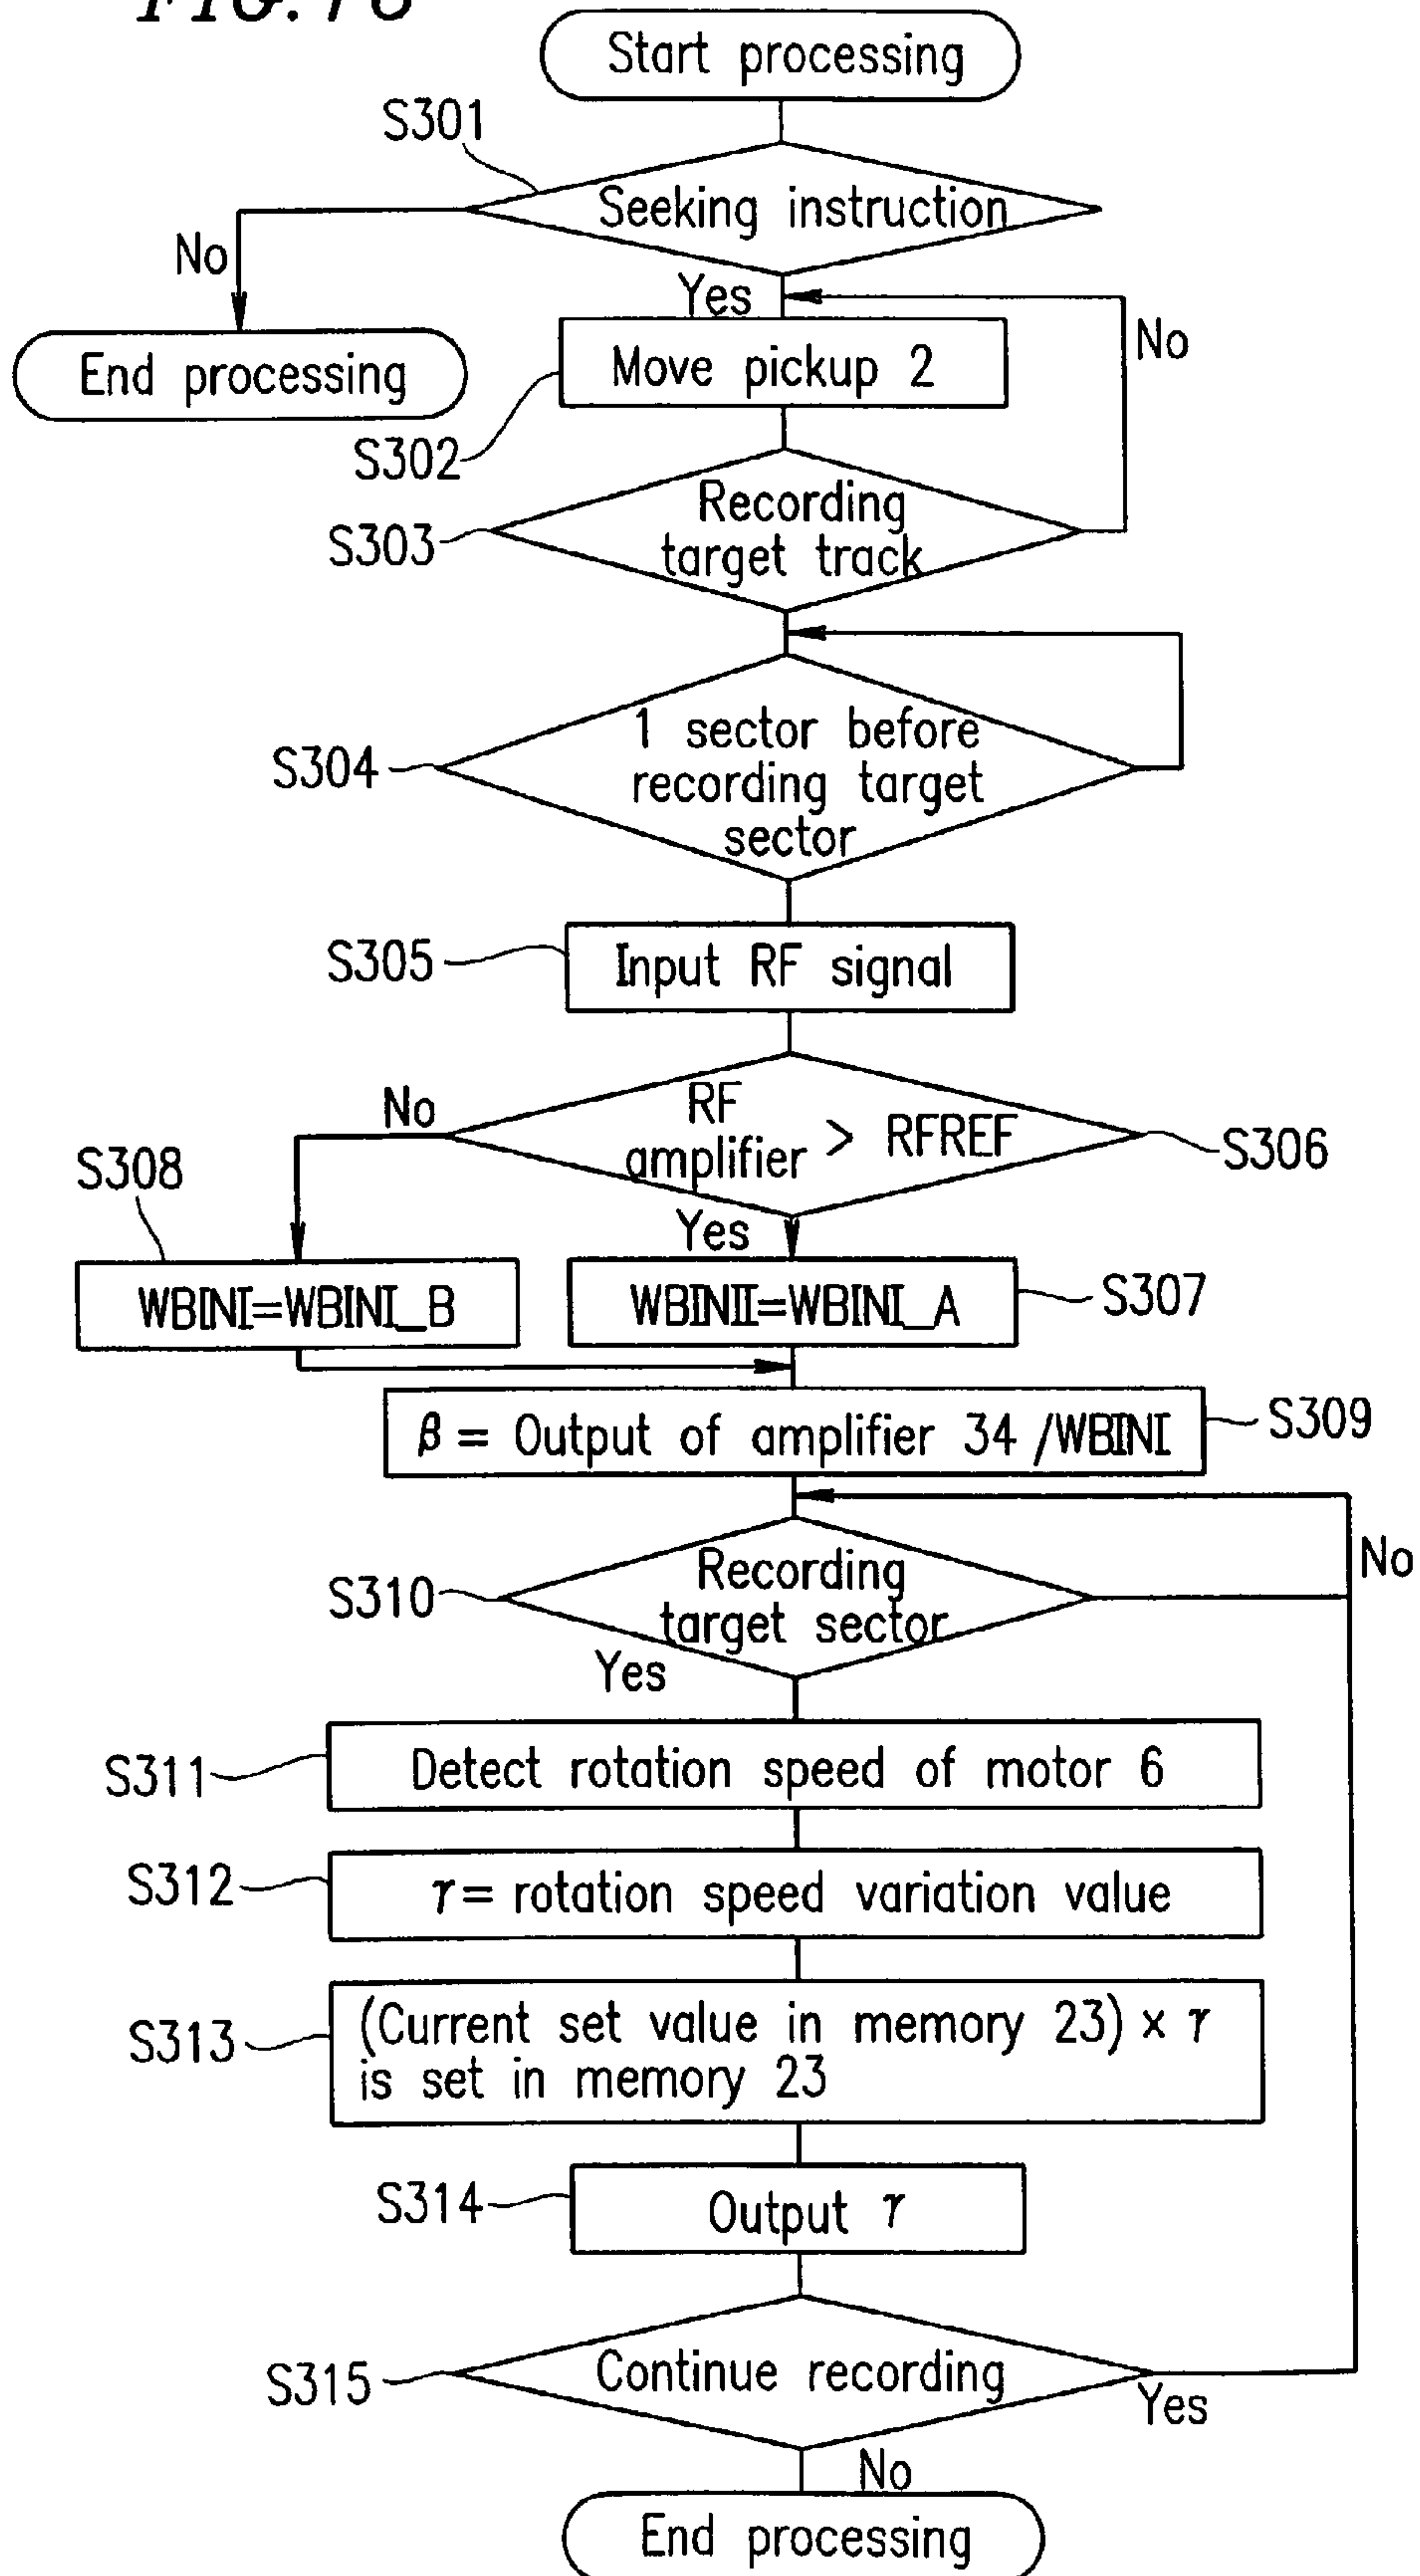 Start processing
S301
Seeking instruction
No
Yes
End processing
Move pickup 2
No
S302
Recording
target track
S303
1 sector before
recording target
sector
S304
S305
Input RF signal
No
RF
amplifier > RFREF
S306
S308
Yes
WBINI=WBINI_B
WBINII=WBINI_A
S307
β = Output of amplifier 34 /WBINI
S309
Recording
target sector
No
S310
Yes
S311
Detect rotation speed of motor 6
S312
γ = rotation speed variation value
S313
(Current set value in memory 23) × γ
is set in memory 23
S314
Output γ
S315
Continue recording
Yes
No
End processing